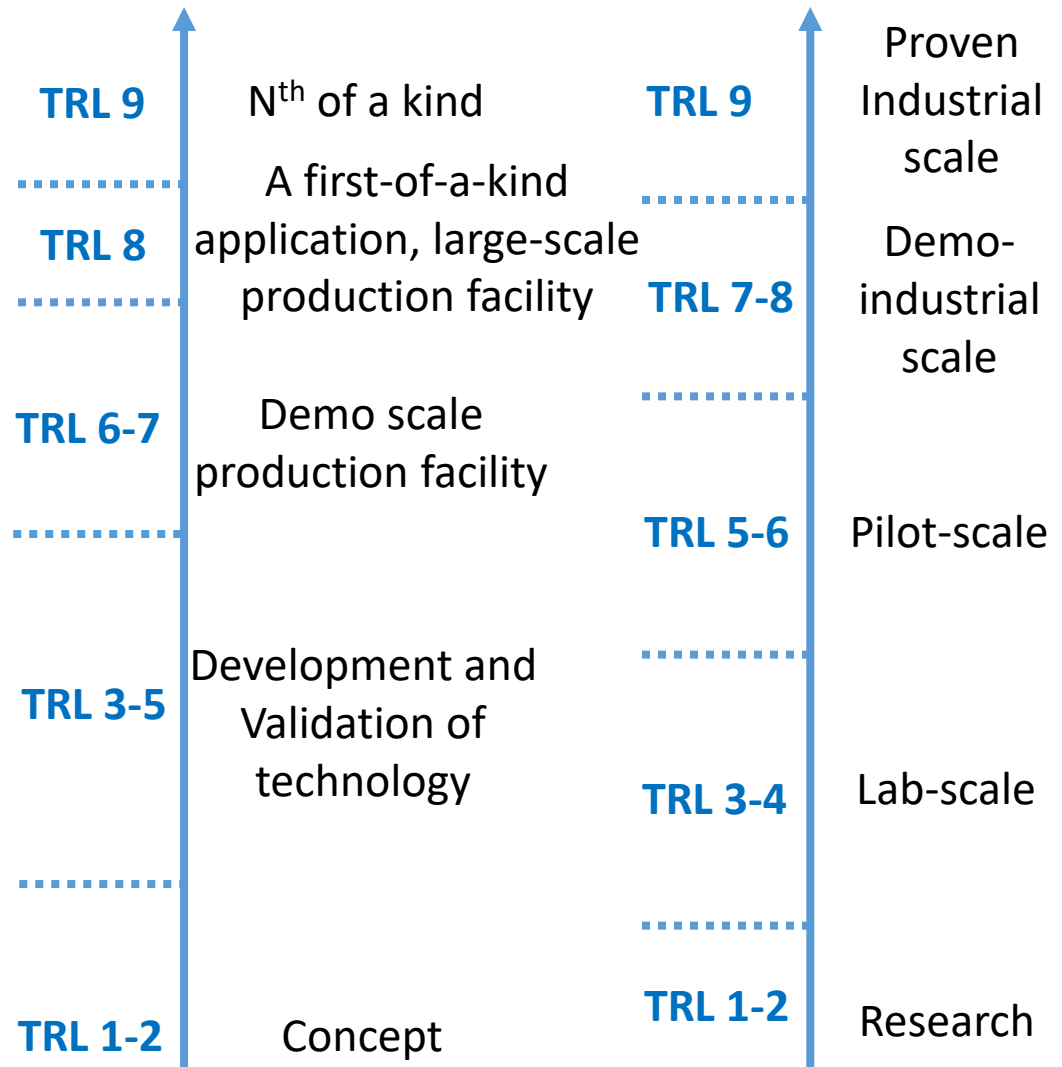 TRL 9
N^th of a kind
TRL 8
A first-of-a-kind
application, large-scale
production facility
TRL 6-7
Demo scale
production facility
TRL 3-5
Development and
Validation of
technology
TRL 1-2
Concept
TRL 9
Proven
Industrial
scale
TRL 7-8
Demo-
industrial
scale
TRL 5-6
Pilot-scale
TRL 3-4
Lab-scale
TRL 1-2
Research